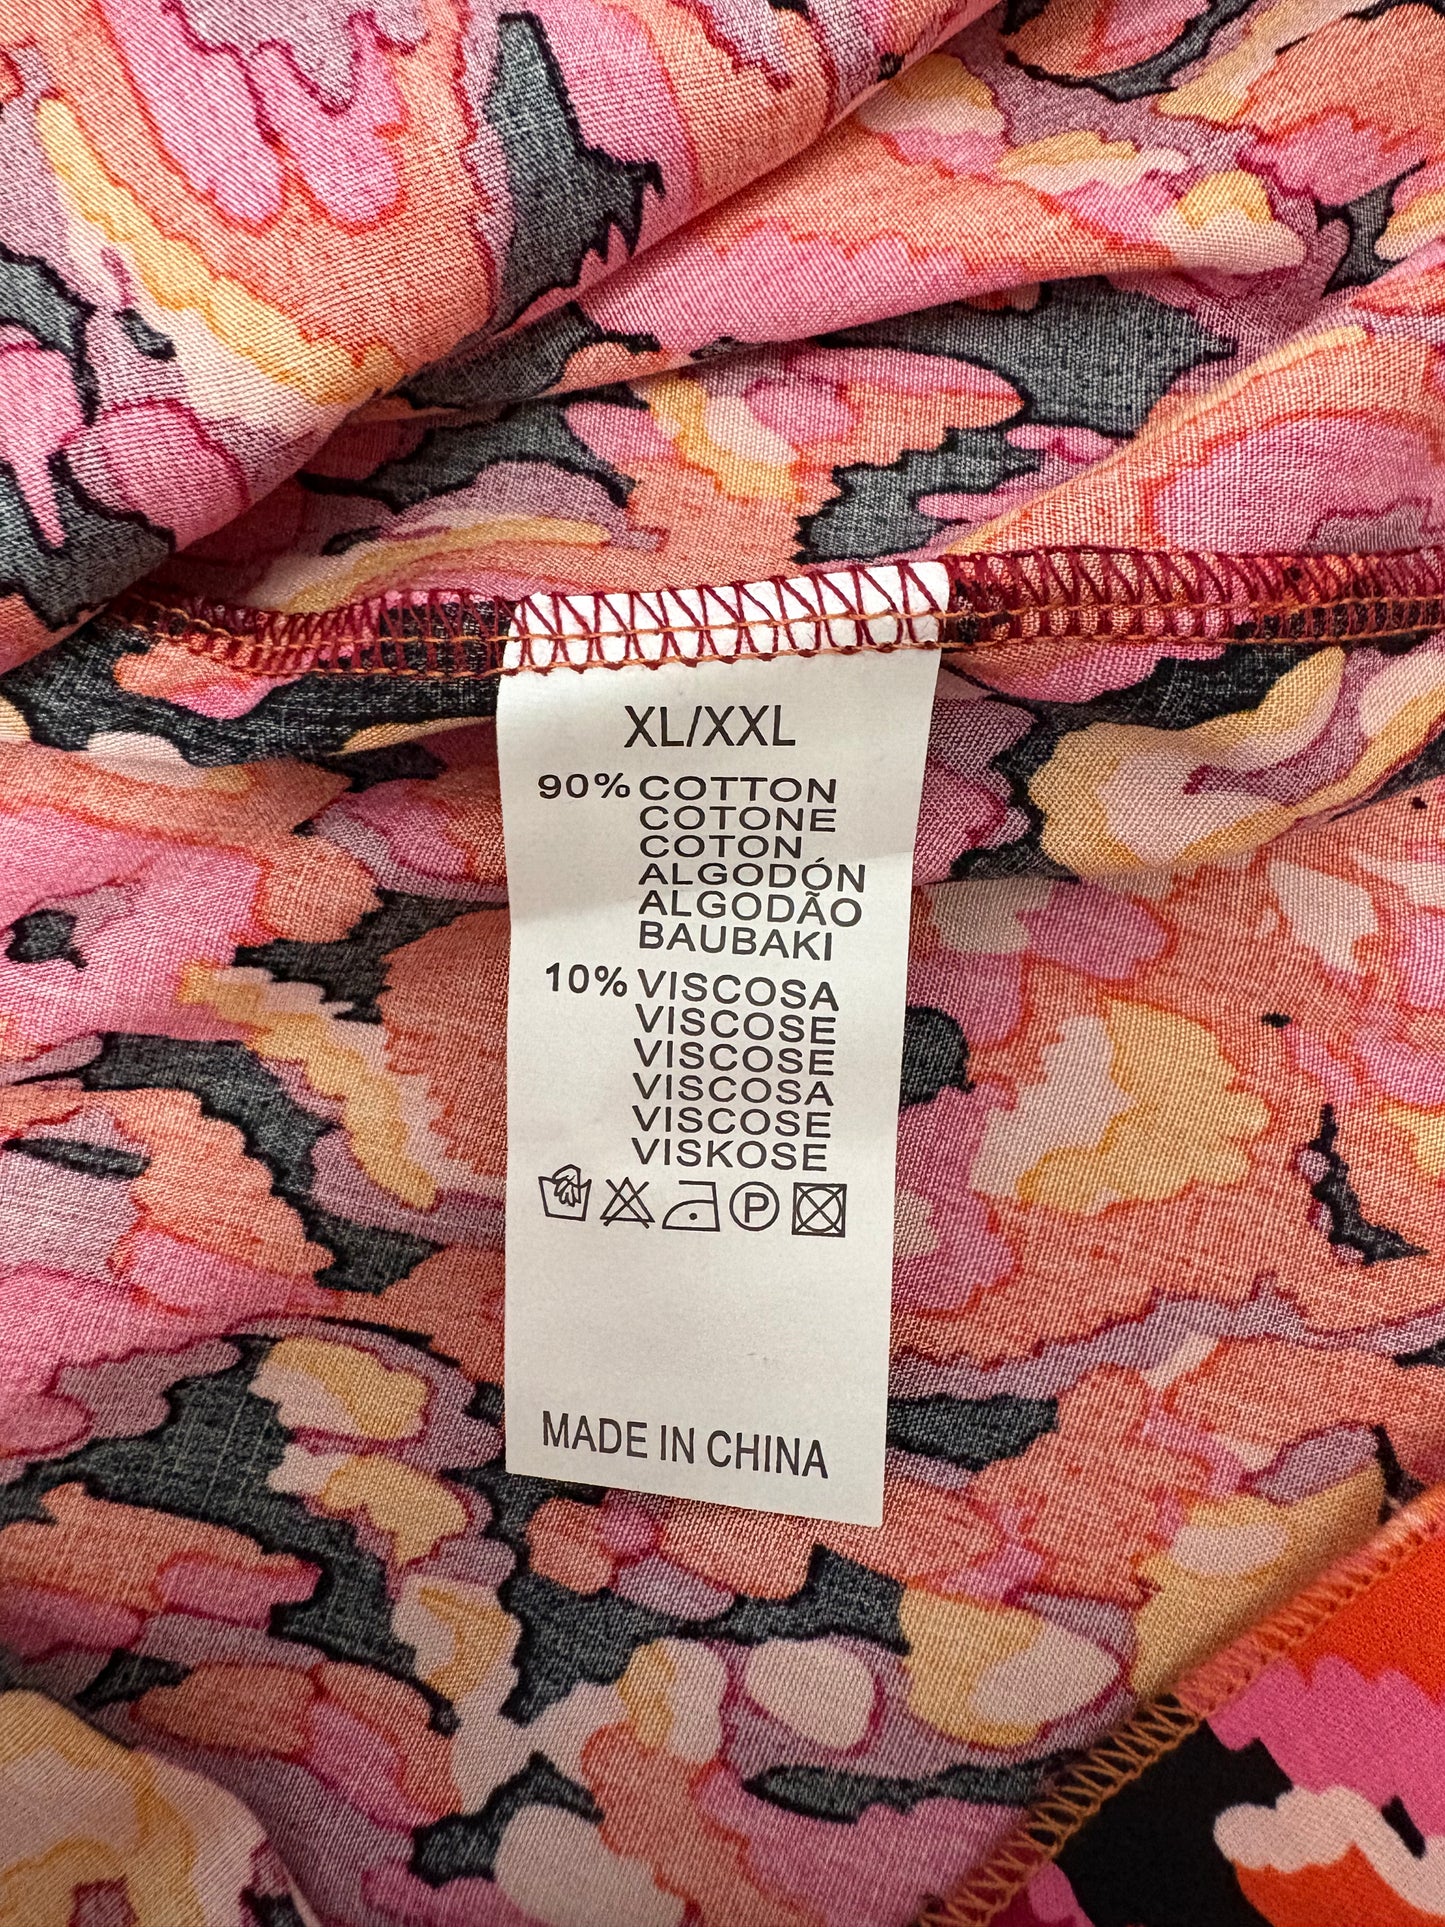 XL/XXL
90% COTTON
COTONE
COTON
ALGODÓN
ALGODÃO
BAUBAKI
10% VISCOSA
VISCOSE
VISCOSE
VISCOSA
VISCOSE
VISKOSE
P
MADE IN CHINA